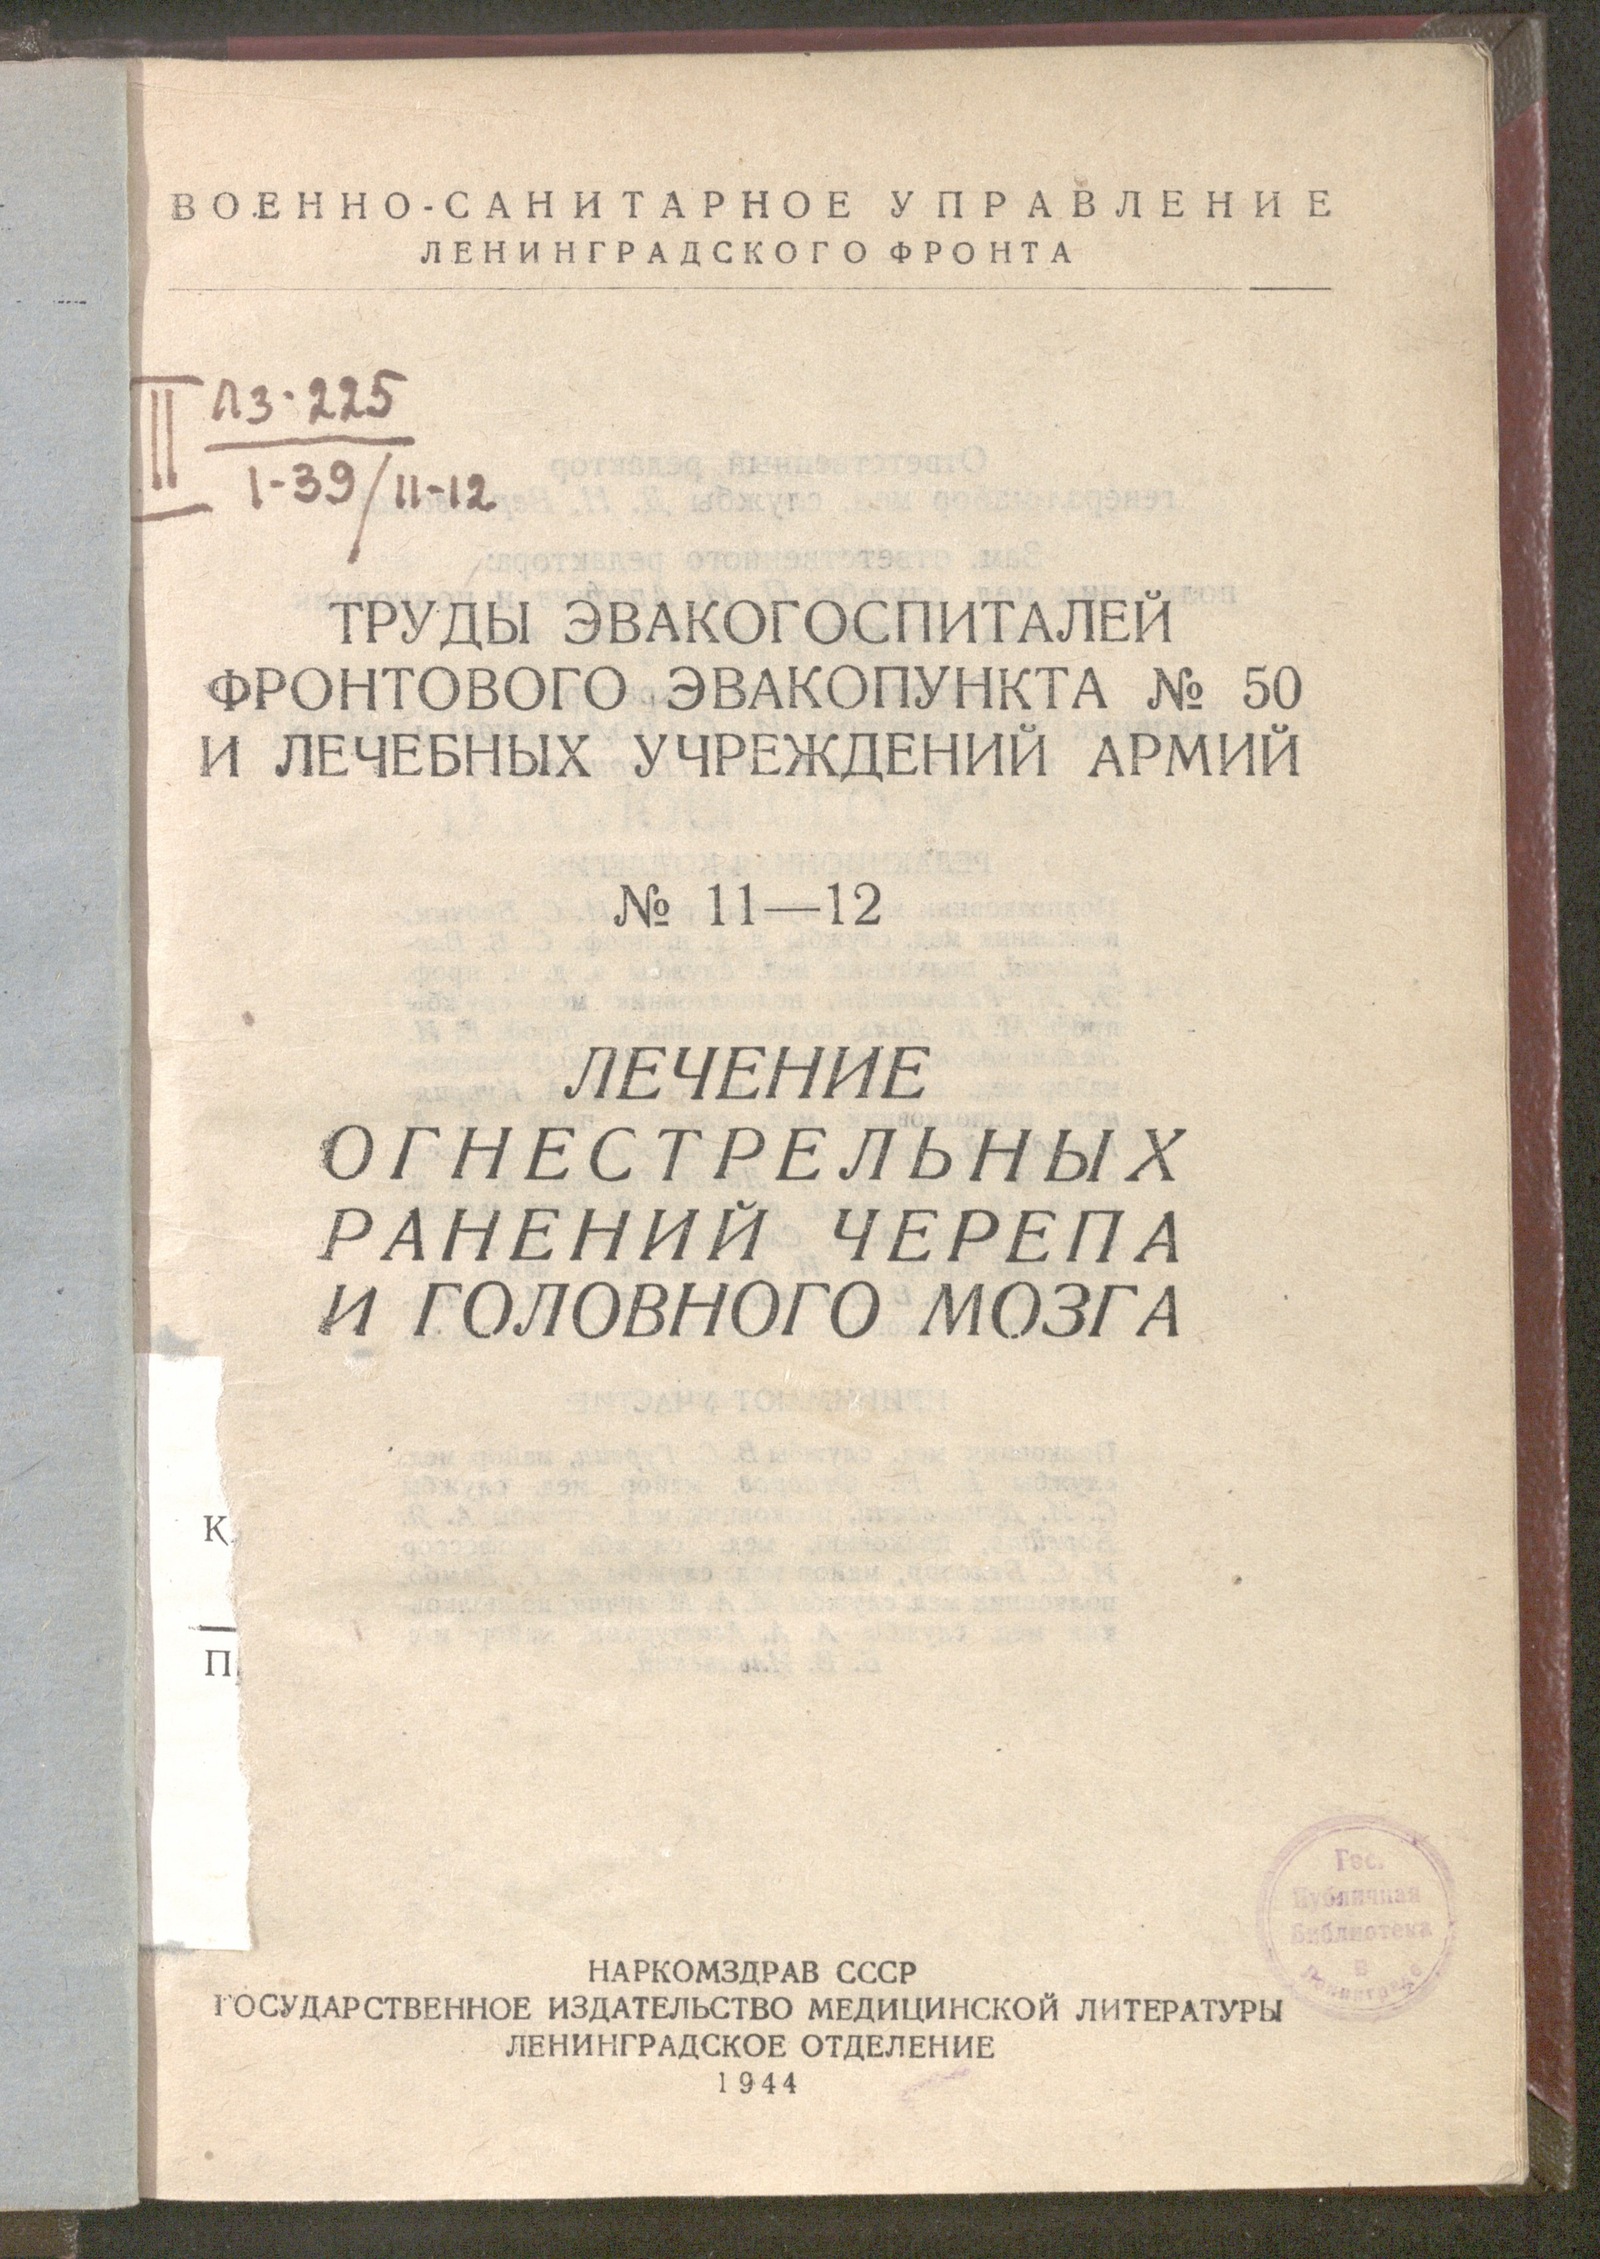 ВОЕННО-САНИТАРНОЕ УПРАВЛЕНИЕ
ЛЕНИНГРАДСКОГО ФРОНТА
II
Л3·225
1-39/11-12
ТРУДЫ ЭВАКОГОСПИТАЛЕЙ
ФРОНТОВОГО ЭВАКОПУНКТА № 50
И ЛЕЧЕБНЫХ УЧРЕЖДЕНИЙ АРМИЙ
№ 11—12
ЛЕЧЕНИЕ
ОГНЕСТРЕЛЬНЫХ
РАНЕНИЙ ЧЕРЕПА
И ГОЛОВНОГО МОЗГА
Гос.
Публичная
Библиотека
в
Ленинграде
НАРКОМЗДРАВ СССР
ГОСУДАРСТВЕННОЕ ИЗДАТЕЛЬСТВО МЕДИЦИНСКОЙ ЛИТЕРАТУРЫ
ЛЕНИНГРАДСКОЕ ОТДЕЛЕНИЕ
1944